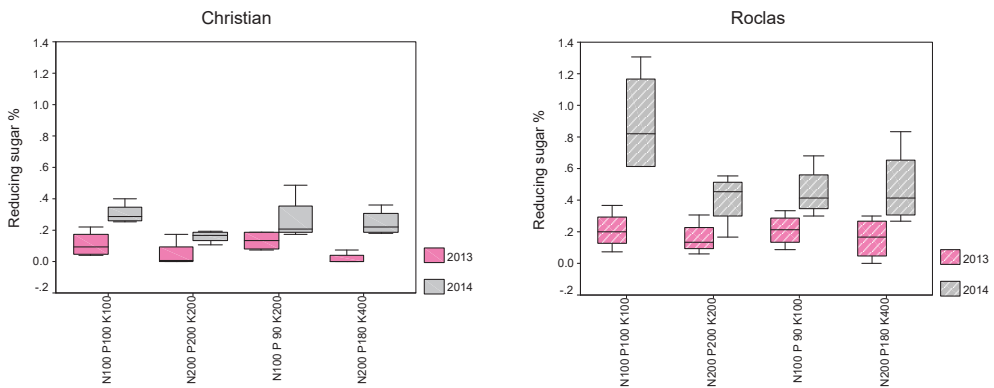 Christian
Reducing sugar %
1.4
1.2
1.0
.8
.6
.4
.2
0.0
-.2
N100 P100 K100
N200 P200 K200
N100 P 90 K200
N200 P180 K400
2013
2014
Roclas
Reducing sugar %
1.4
1.2
1.0
.8
.6
.4
.2
0.0
-.2
N100 P100 K100
N200 P200 K200
N100 P 90 K100
N200 P180 K400
2013
2014